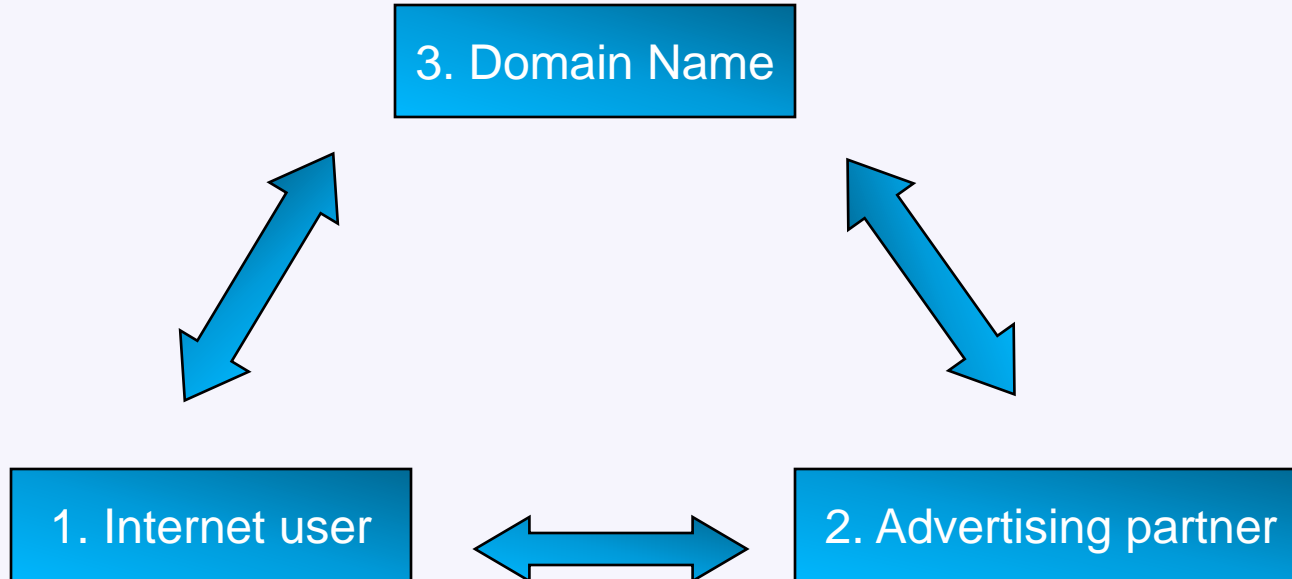 3. Domain Name
1. Internet user
2. Advertising partner